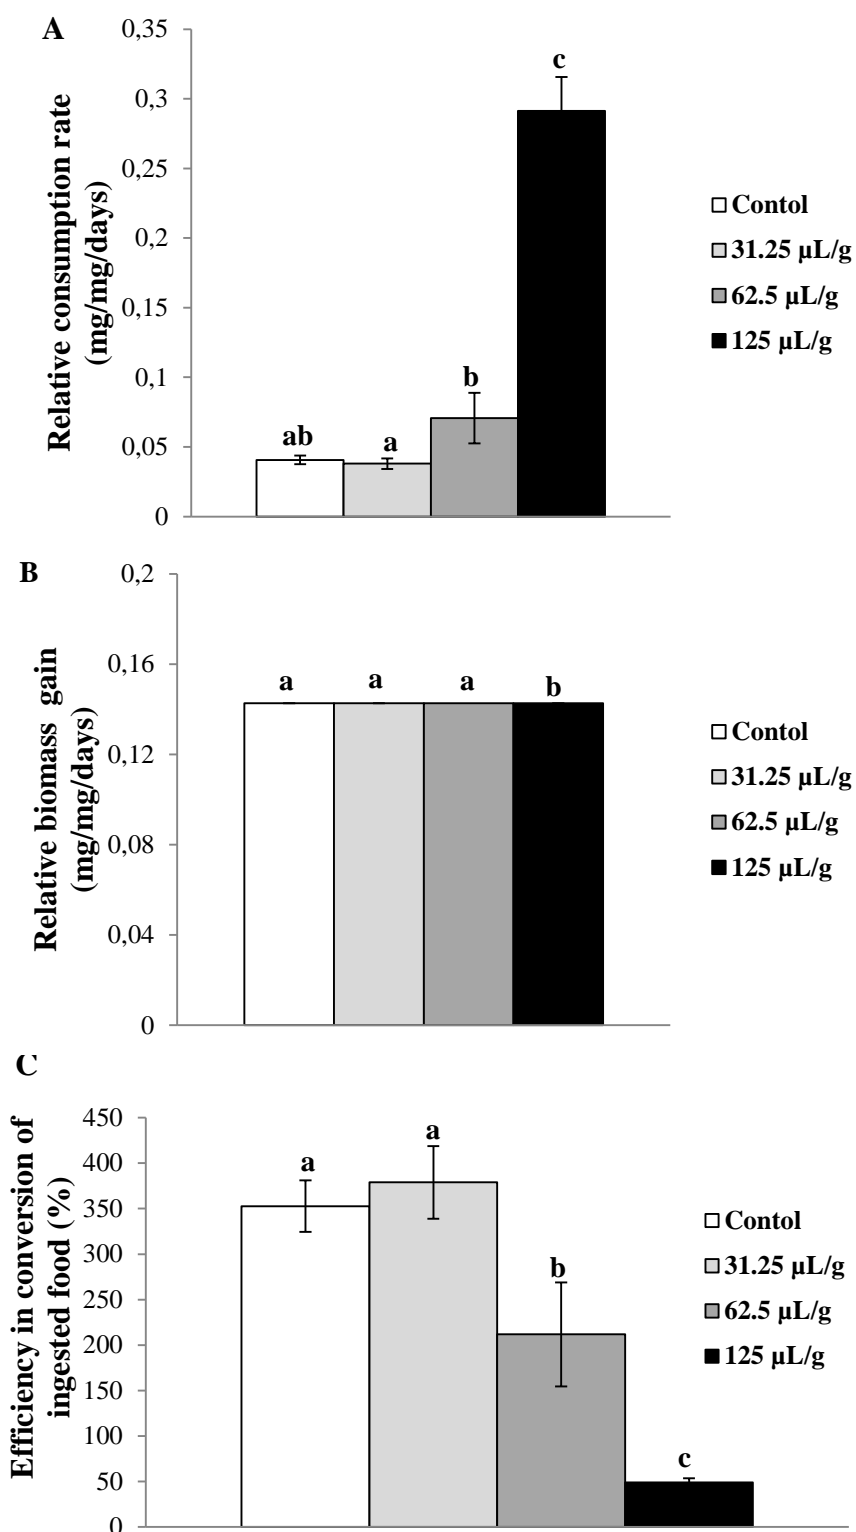 A
Relative consumption rate
(mg/mg/days)
0,35
0,3
0,25
0,2
0,15
0,1
0,05
0
ab
a
b
c
Contol
31.25 µL/g
62.5 µL/g
125 µL/g
B
Relative biomass gain
(mg/mg/days)
0,2
0,16
0,12
0,08
0,04
0
a
a
a
b
Contol
31.25 µL/g
62.5 µL/g
125 µL/g
C
Efficiency in conversion of
ingested food (%)
450
400
350
300
250
200
150
100
50
0
a
a
b
c
Contol
31.25 µL/g
62.5 µL/g
125 µL/g